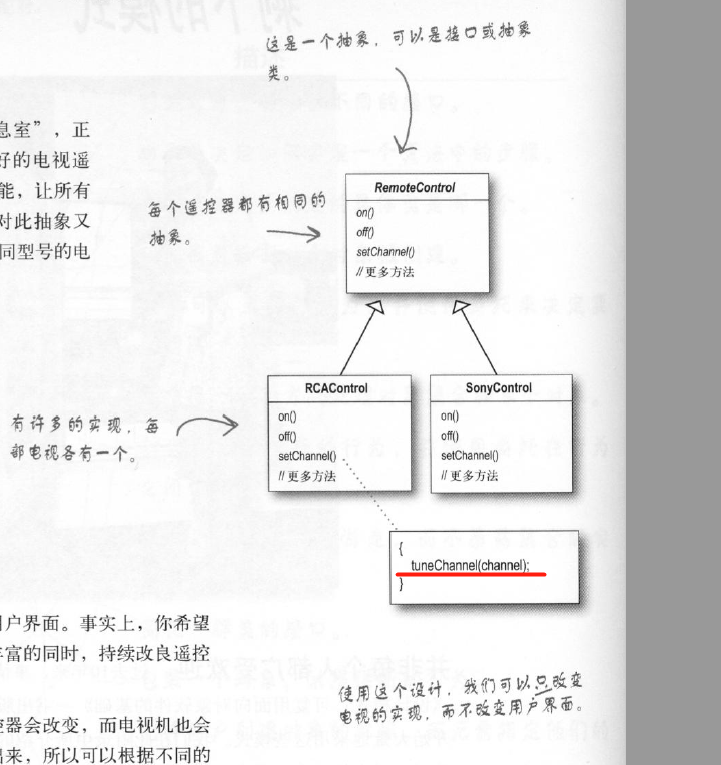 这是一个抽象，可以是接口或抽象
类。
息室”，正
好的电视遥
能，让所有
对此抽象又
同型号的电
每个遥控器都有相同的
抽象。
RemoteControl
on()
off()
setChannel()
//更多方法
RCAControl
on()
off()
setChannel()
//更多方法
SonyControl
on()
off()
setChannel()
//更多方法
有许多的实现，每
部电视各有一个。
{
tuneChannel(channel);
}
户界面。事实上，你希望
丰富的同时，持续改良遥控
使用这个设计，我们可以只改变
电视的实现，而不改变用户界面。
控器会改变，而电视机也会
出来，所以可以根据不同的